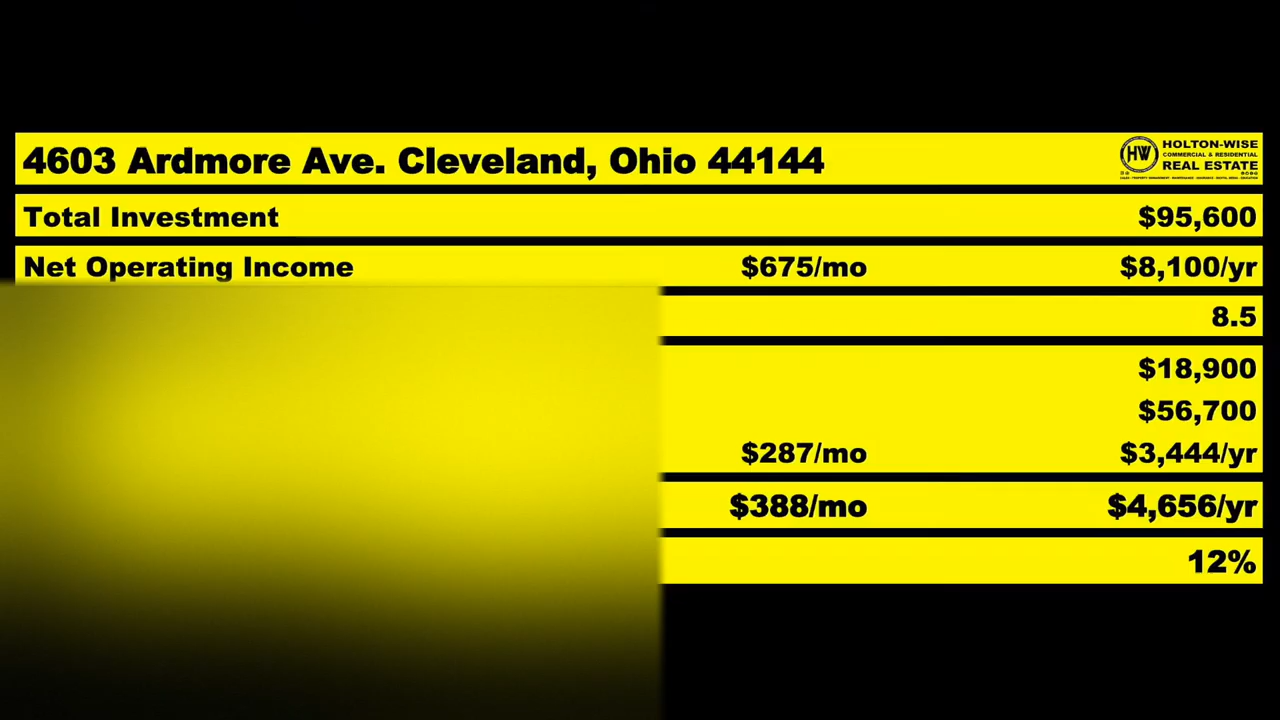 4603 Ardmore Ave. Cleveland, Ohio 44144
HW
HOLTON-WISE
COMMERCIAL & RESIDENTIAL
REAL ESTATE
Total Investment $95,600
Net Operating Income $675/mo $8,100/yr
8.5
$18,900
$56,700
$287/mo $3,444/yr
$388/mo $4,656/yr
12%